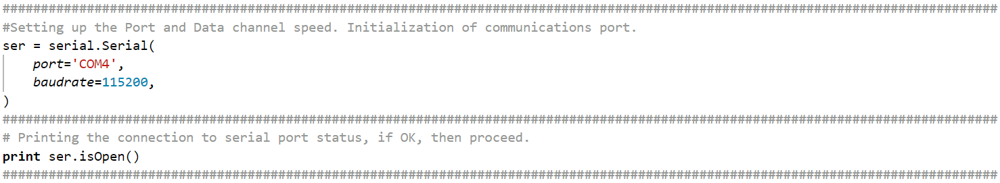 ###################################################################################################################################
#Setting up the Port and Data channel speed. Initialization of communications port.
ser = serial.Serial(
    port='COM4',
    baudrate=115200,
)
###################################################################################################################################
# Printing the connection to serial port status, if OK, then proceed.
print ser.isOpen()
###################################################################################################################################